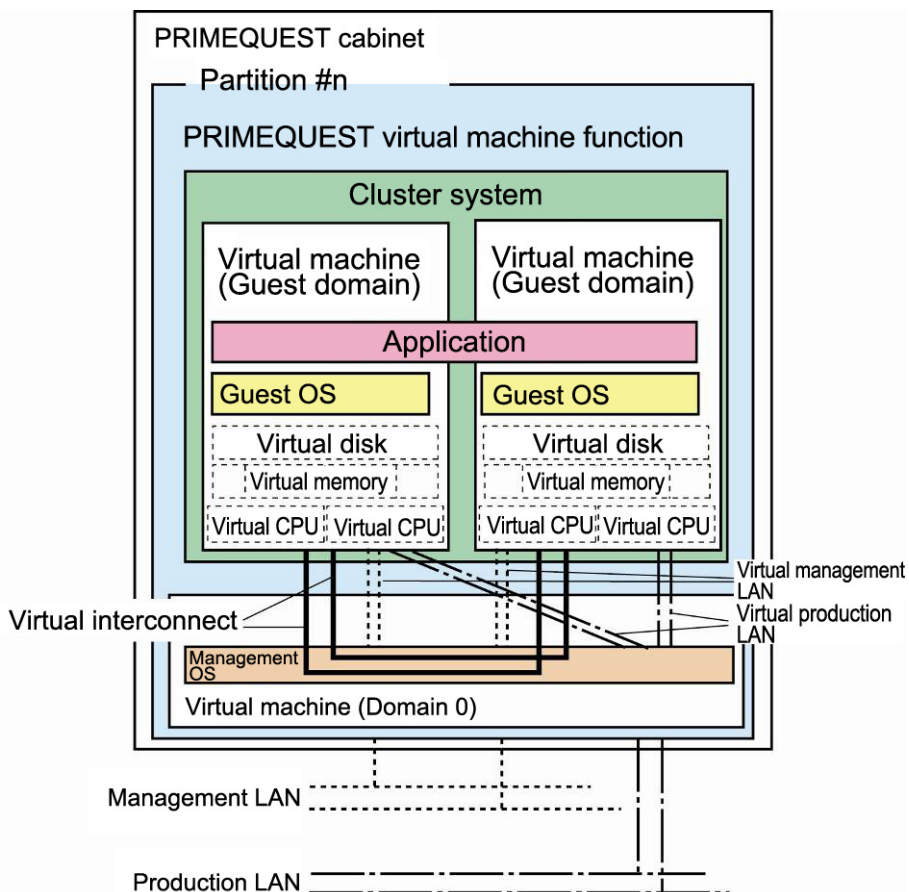 PRIMEQUEST cabinet
Partition #n
PRIMEQUEST virtual machine function
Cluster system
Virtual machine
(Guest domain)
Virtual machine
(Guest domain)
Application
Guest OS
Guest OS
Virtual disk
Virtual disk
Virtual memory
Virtual memory
Virtual CPU
Virtual CPU
Virtual CPU
Virtual CPU
Virtual management
LAN
Virtual interconnect
Virtual production
LAN
Management
OS
Virtual machine (Domain 0)
Management LAN
Production LAN